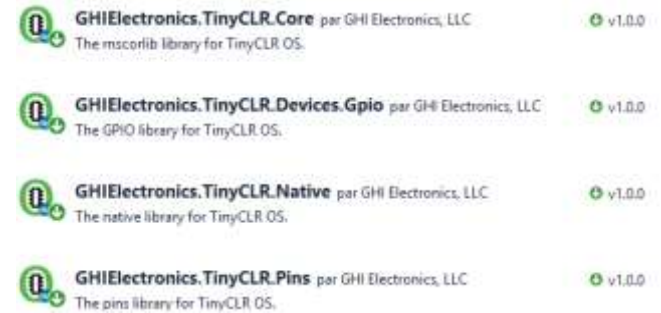 GHIElectronics.TinyCLR.Core par GHI Electronics, LLC v1.0.0
The mscorlib library for TinyCLR OS.
GHIElectronics.TinyCLR.Devices.Gpio par GHI Electronics, LLC v1.0.0
The GPIO library for TinyCLR OS.
GHIElectronics.TinyCLR.Native par GHI Electronics, LLC v1.0.0
The native library for TinyCLR OS.
GHIElectronics.TinyCLR.Pins par GHI Electronics, LLC v1.0.0
The pins library for TinyCLR OS.